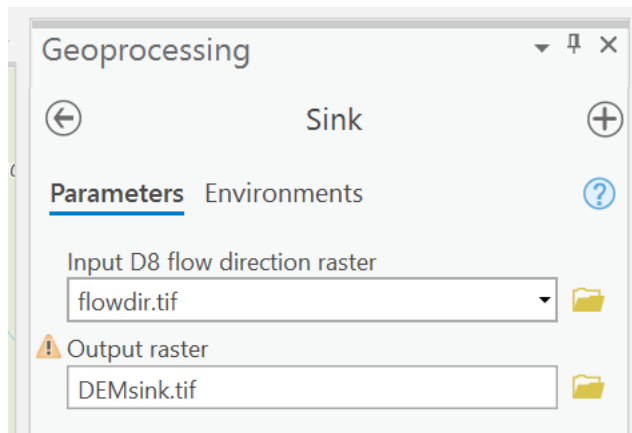 Geoprocessing
Sink
Parameters Environments
Input D8 flow direction raster
flowdir.tif
Output raster
DEMsink.tif